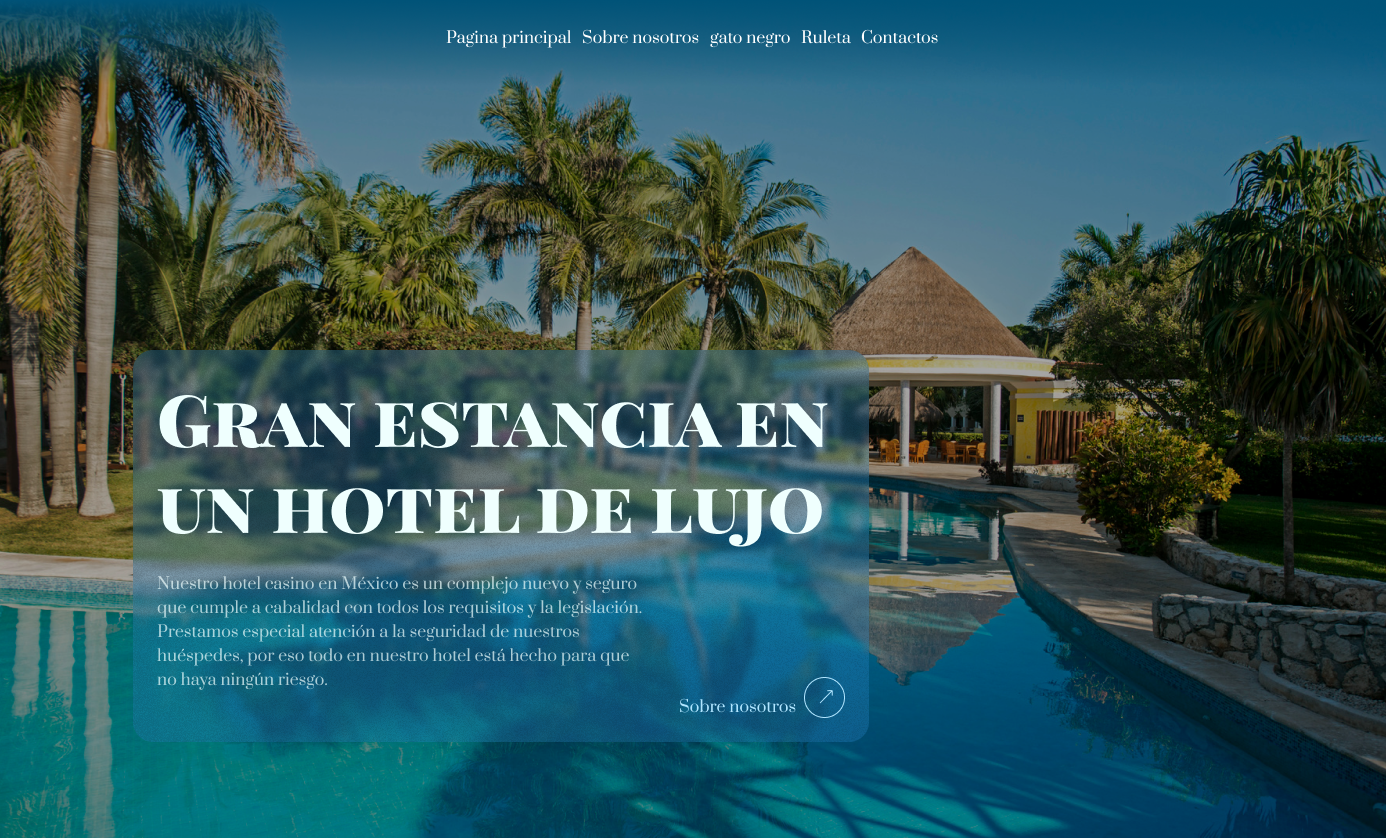 Pagina principal Sobre nosotros gato negro Ruleta Contactos
Gran estancia en
un hotel de lujo
Nuestro hotel casino en México es un complejo nuevo y seguro
que cumple a cabalidad con todos los requisitos y la legislación.
Prestamos especial atención a la seguridad de nuestros
huéspedes, por eso todo en nuestro hotel está hecho para que
no haya ningún riesgo.
Sobre nosotros